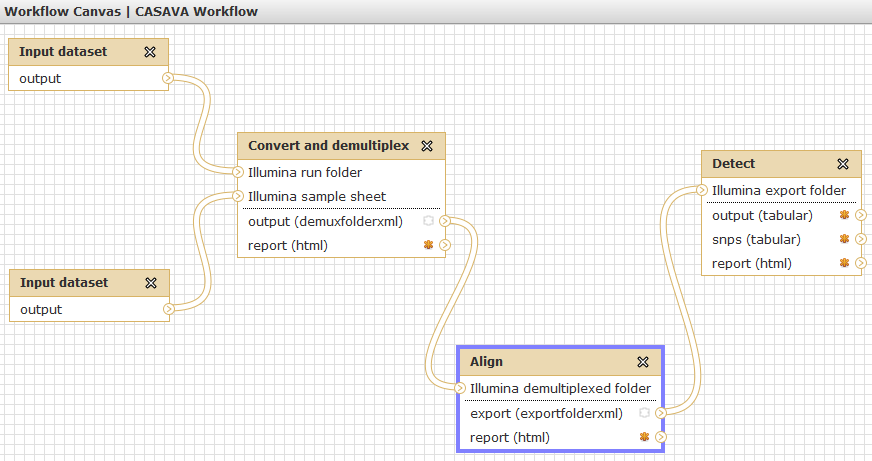 Workflow Canvas | CASAVA Workflow
Input dataset
output
Convert and demultiplex
Illumina run folder
Illumina sample sheet
output (demuxfolderxml)
report (html)
Input dataset
output
Align
Illumina demultiplexed folder
export (exportfolderxml)
report (html)
Detect
Illumina export folder
output (tabular)
snps (tabular)
report (html)